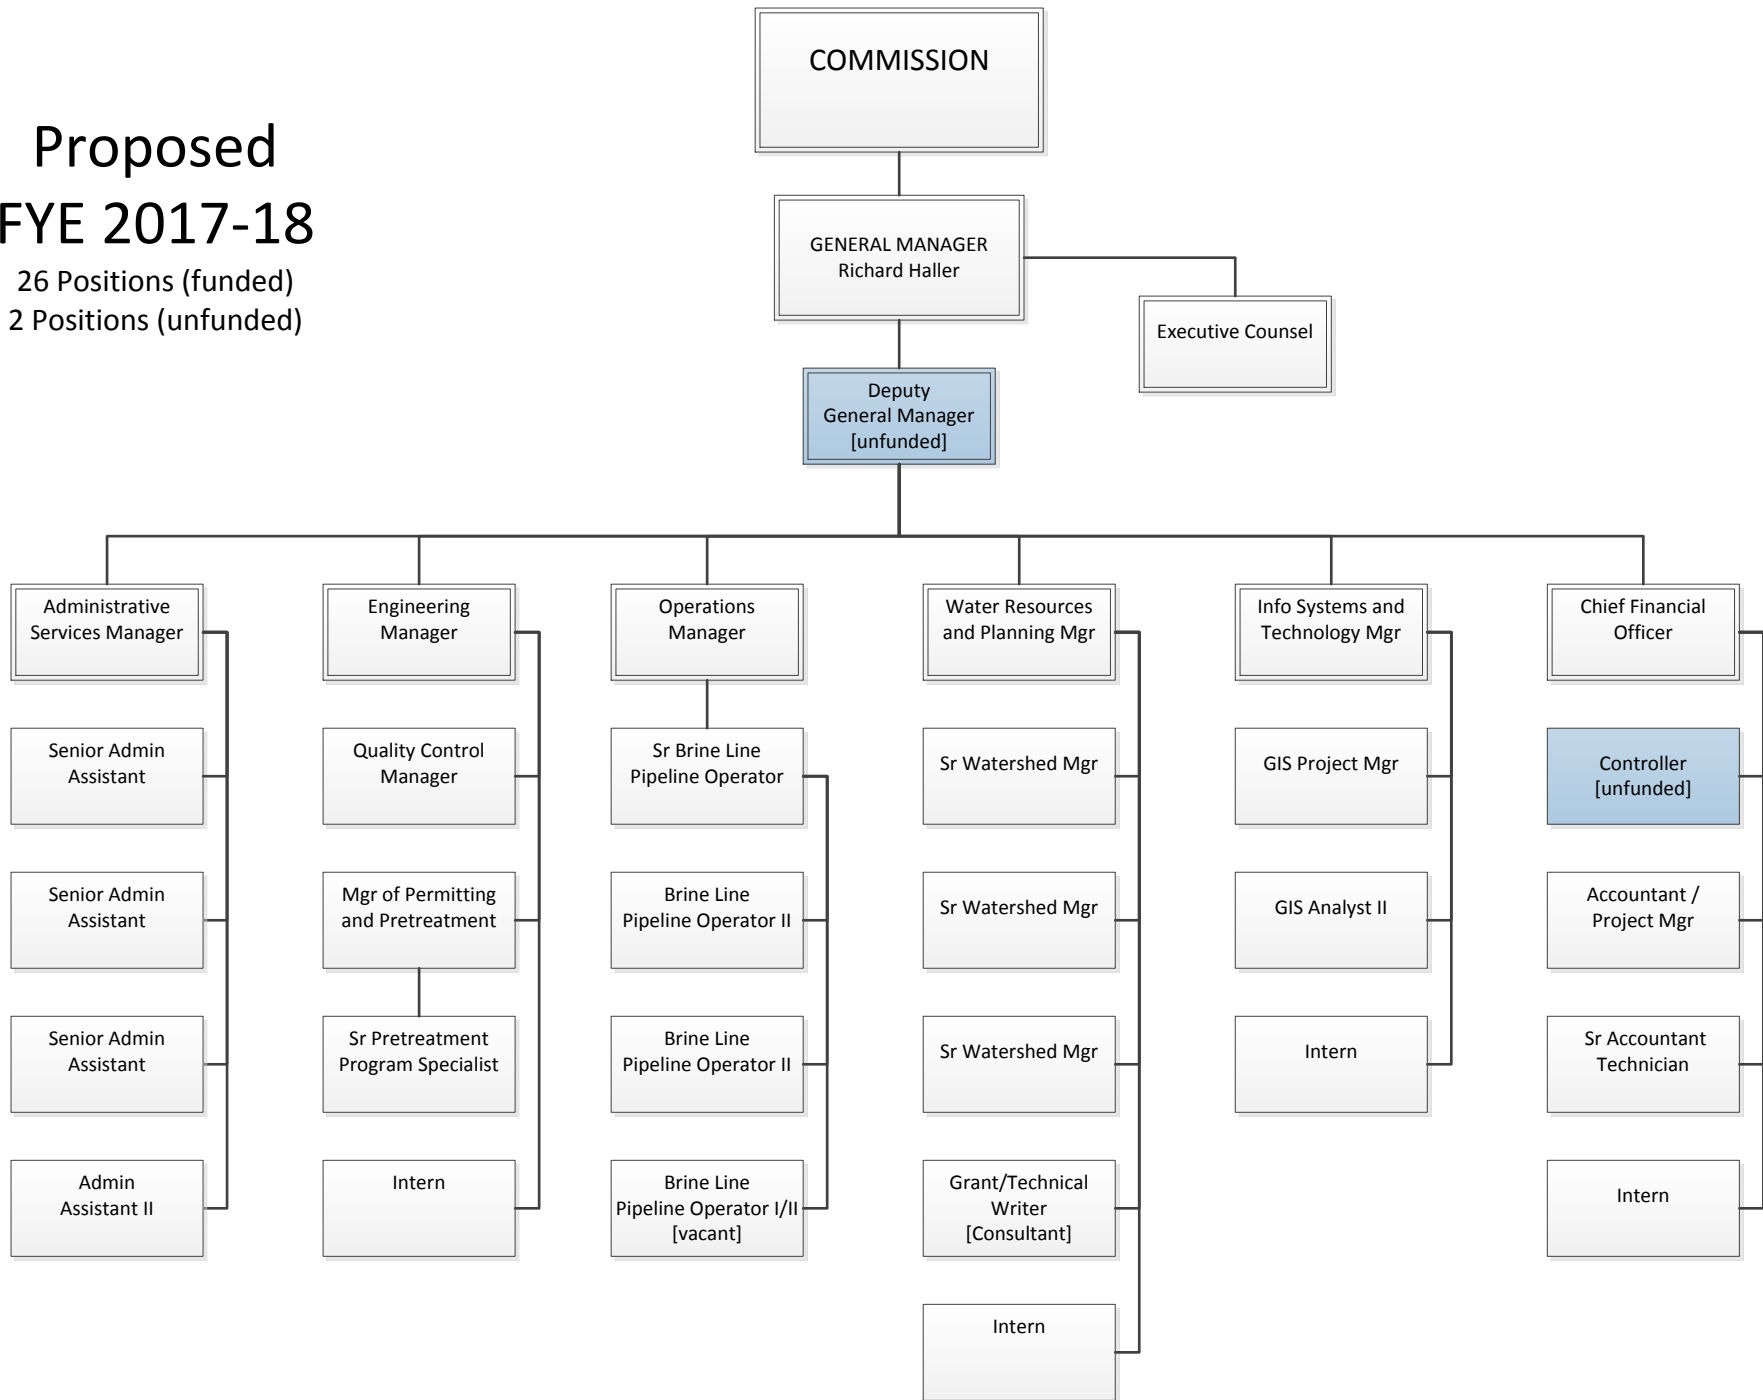 Proposed
FYE 2017-18
26 Positions (funded)
2 Positions (unfunded)
COMMISSION
GENERAL MANAGER
Richard Haller
Executive Counsel
Deputy
General Manager
[unfunded]
Administrative
Services Manager
Senior Admin
Assistant
Senior Admin
Assistant
Senior Admin
Assistant
Admin
Assistant II
Engineering
Manager
Quality Control
Manager
Mgr of Permitting
and Pretreatment
Sr Pretreatment
Program Specialist
Intern
Operations
Manager
Sr Brine Line
Pipeline Operator
Brine Line
Pipeline Operator II
Brine Line
Pipeline Operator II
Brine Line
Pipeline Operator I/II
[vacant]
Water Resources
and Planning Mgr
Sr Watershed Mgr
Sr Watershed Mgr
Sr Watershed Mgr
Grant/Technical
Writer
[Consultant]
Intern
Info Systems and
Technology Mgr
GIS Project Mgr
GIS Analyst II
Intern
Chief Financial
Officer
Controller
[unfunded]
Accountant /
Project Mgr
Sr Accountant
Technician
Intern